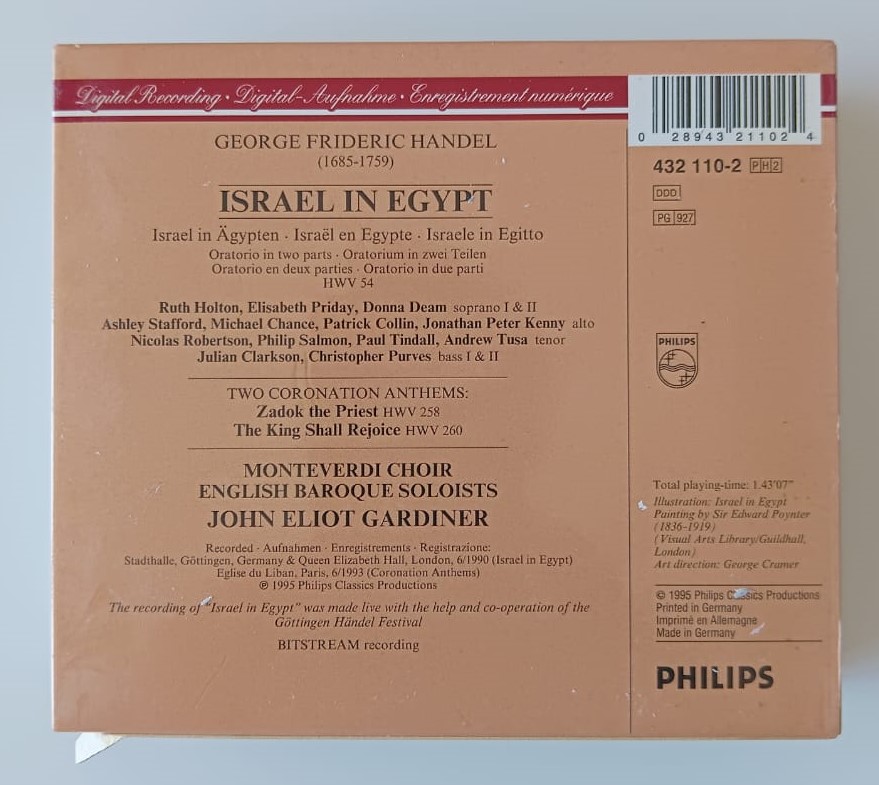 Digital Recording · Digital-Aufnahme · Enregistrement numérique
GEORGE FRIDERIC HANDEL
(1685-1759)
ISRAEL IN EGYPT
Israel in Ägypten · Israël en Egypte · Israele in Egitto
Oratorio in two parts · Oratorium in zwei Teilen
Oratorio en deux parties · Oratorio in due parti
HWV 54
Ruth Holton, Elisabeth Priday, Donna Deam soprano I & II
Ashley Stafford, Michael Chance, Patrick Collin, Jonathan Peter Kenny alto
Nicolas Robertson, Philip Salmon, Paul Tindall, Andrew Tusa tenor
Julian Clarkson, Christopher Purves bass I & II
TWO CORONATION ANTHEMS:
Zadok the Priest HWV 258
The King Shall Rejoice HWV 260
MONTEVERDI CHOIR
ENGLISH BAROQUE SOLOISTS
JOHN ELIOT GARDINER
Recorded · Aufnahmen · Enregistrements · Registrazione:
Stadthalle, Göttingen, Germany & Queen Elizabeth Hall, London, 6/1990 (Israel in Egypt)
Eglise du Liban, Paris, 6/1993 (Coronation Anthems)
℗ 1995 Philips Classics Productions
The recording of "Israel in Egypt" was made live with the help and co-operation of the
Göttingen Händel Festival
BITSTREAM recording
0 28943 21102 4
432 110-2 PH2
DDD
PG 927
PHILIPS
Total playing-time: 1.43'07"
Illustration: Israel in Egypt
Painting by Sir Edward Poynter
(1836-1919)
(Visual Arts Library/Guildhall,
London)
Art direction: George Cramer
© 1995 Philips Classics Productions
Printed in Germany
Imprimé en Allemagne
Made in Germany
PHILIPS